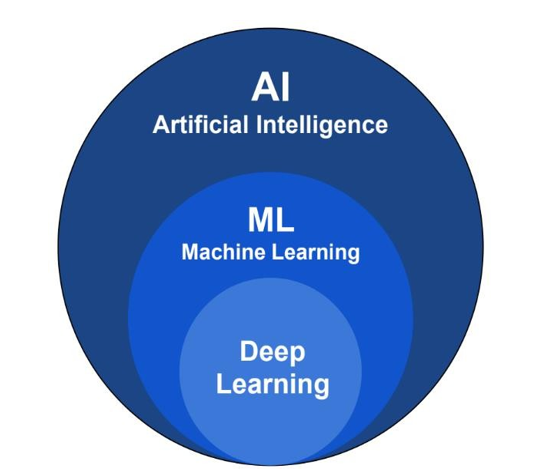 AI
Artificial Intelligence
ML
Machine Learning
Deep
Learning